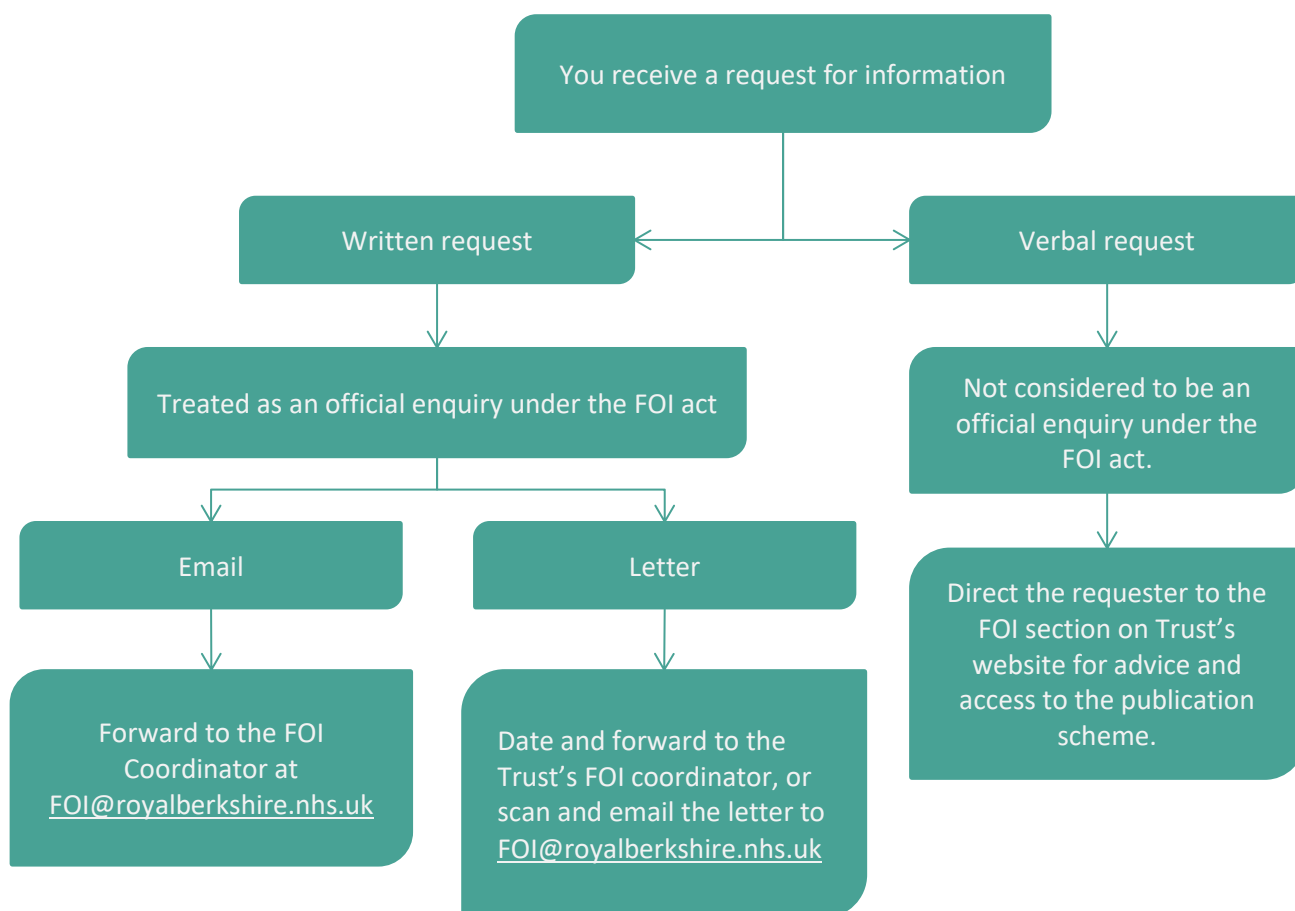 You receive a request for information
Written request
Verbal request
Treated as an official enquiry under the FOI act
Not considered to be an
official enquiry under the
FOI act.
Email
Letter
Direct the requester to the
FOI section on Trust’s
website for advice and
access to the publication
scheme.
Forward to the FOI
Coordinator at
FOI@royalberkshire.nhs.uk
Date and forward to the
Trust’s FOI coordinator, or
scan and email the letter to
FOI@royalberkshire.nhs.uk